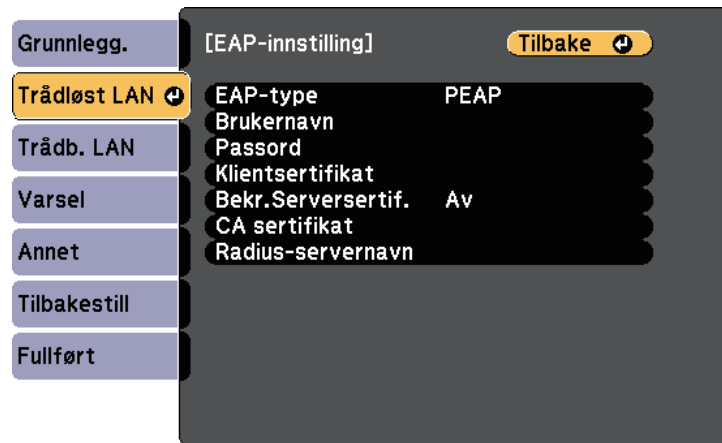 Grunnlegg.
Trådløst LAN
Trådb. LAN
Varsel
Annet
Tilbakestill
Fullført
[EAP-innstilling] Tilbake
EAP-type PEAP
Brukernavn
Passord
Klientsertifikat
Bekr.Serversertif. Av
CA sertifikat
Radius-servernavn